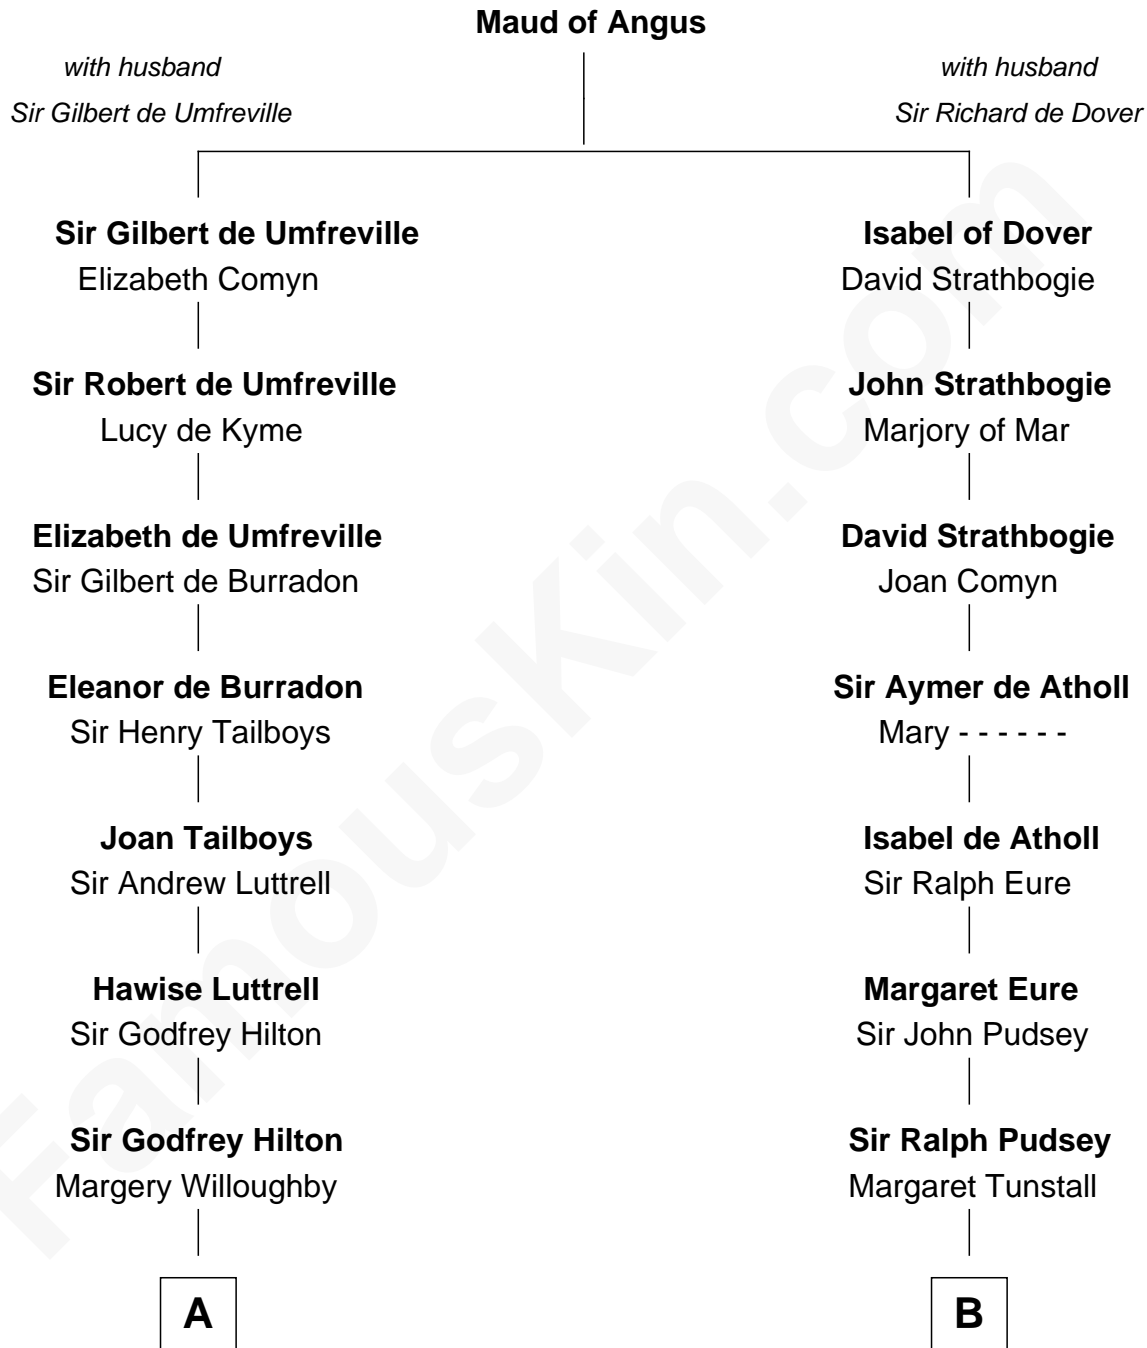 Maud of Angus
with husband
Sir Gilbert de Umfreville
with husband
Sir Richard de Dover
Sir Gilbert de Umfreville
Elizabeth Comyn
Isabel of Dover
David Strathbogie
Sir Robert de Umfreville
Lucy de Kyme
John Strathbogie
Marjory of Mar
Elizabeth de Umfreville
Sir Gilbert de Burradon
David Strathbogie
Joan Comyn
Eleanor de Burradon
Sir Henry Tailboys
Sir Aymer de Atholl
Mary - - - - - -
Joan Tailboys
Sir Andrew Luttrell
Isabel de Atholl
Sir Ralph Eure
Hawise Luttrell
Sir Godfrey Hilton
Margaret Eure
Sir John Pudsey
Sir Godfrey Hilton
Margery Willoughby
Sir Ralph Pudsey
Margaret Tunstall
A
B
FamousKin.com